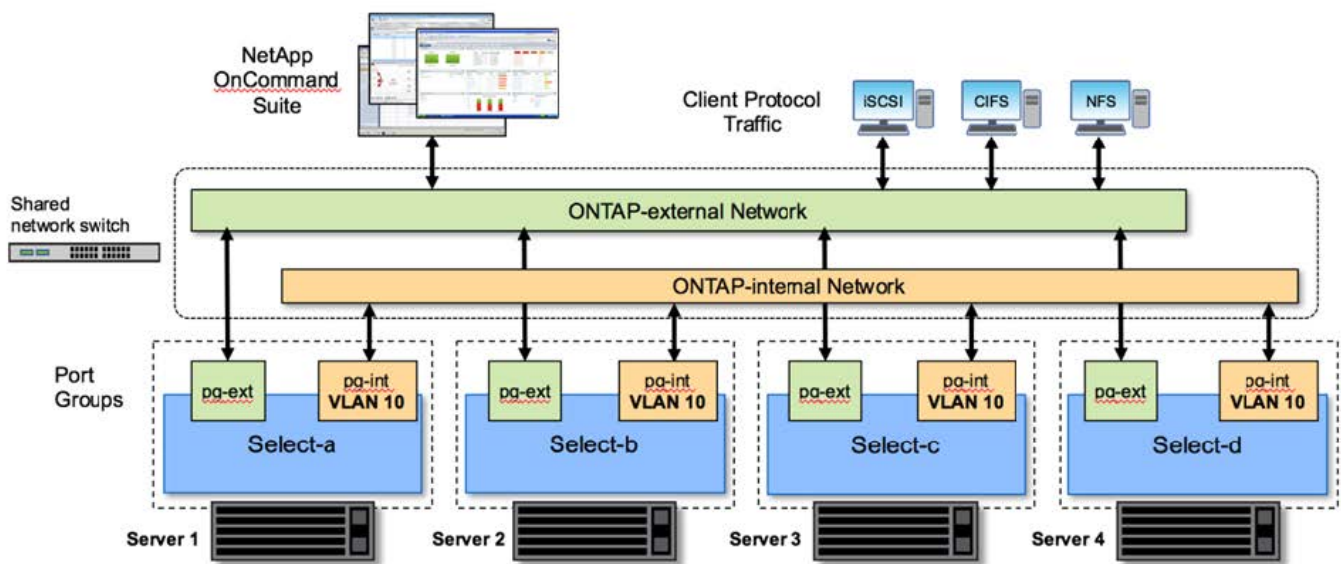 NetApp
OnCommand
Suite
Client Protocol
Traffic
iSCSI
CIFS
NFS
Shared
network switch
ONTAP-external Network
ONTAP-internal Network
Port
Groups
pg-ext
pg-int
VLAN 10
Select-a
pg-ext
pg-int
VLAN 10
Select-b
pg-ext
pg-int
VLAN 10
Select-c
pg-ext
pg-int
VLAN 10
Select-d
Server 1
Server 2
Server 3
Server 4